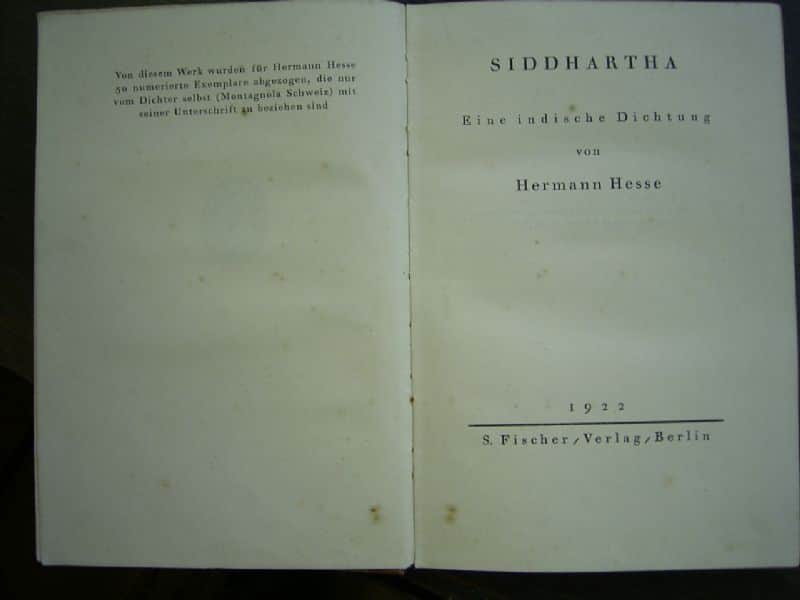 Von diesem Werk wurden für Hermann Hesse
50 numerierte Exemplare abgezogen, die nur
vom Dichter selbst (Montagnola Schweiz) mit
seiner Unterschrift zu beziehen sind
SIDDHARTHA
Eine indische Dichtung
von
Hermann Hesse
1922
S. Fischer / Verlag / Berlin